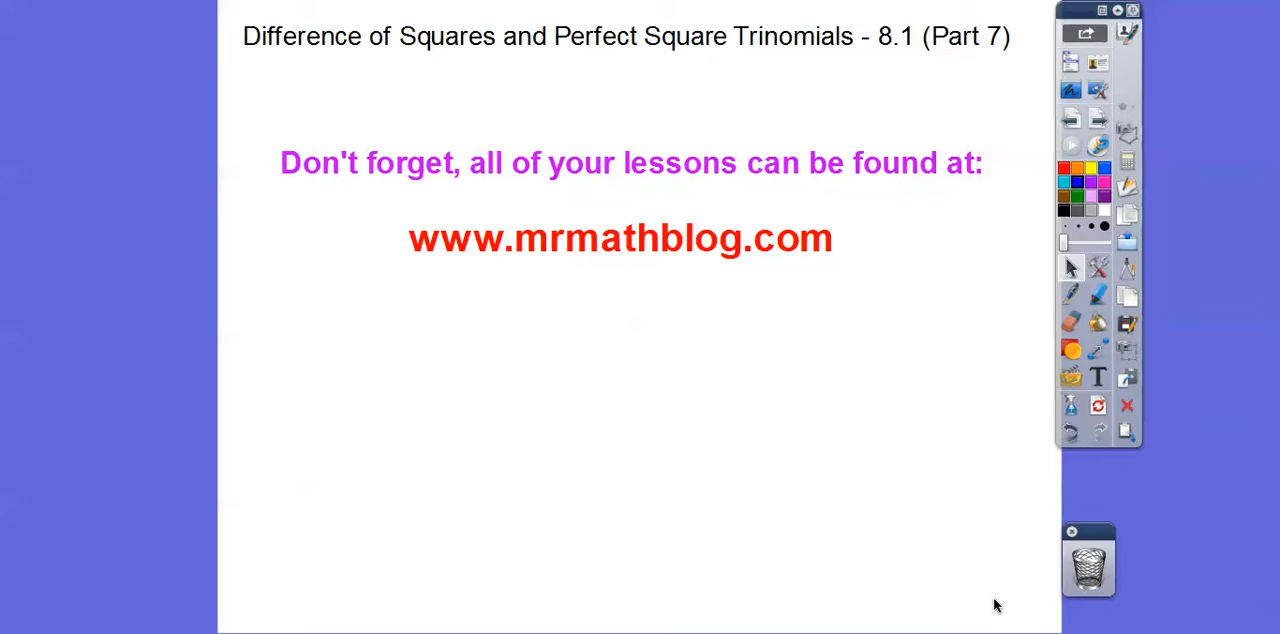 Difference of Squares and Perfect Square Trinomials - 8.1 (Part 7)
Don't forget, all of your lessons can be found at:
www.mrmathblog.com
T